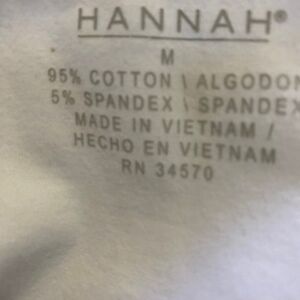 HANNAH®
M
95% COTTON \ ALGODON
5% SPANDEX \ SPANDEX
MADE IN VIETNAM /
HECHO EN VIETNAM
RN 34570